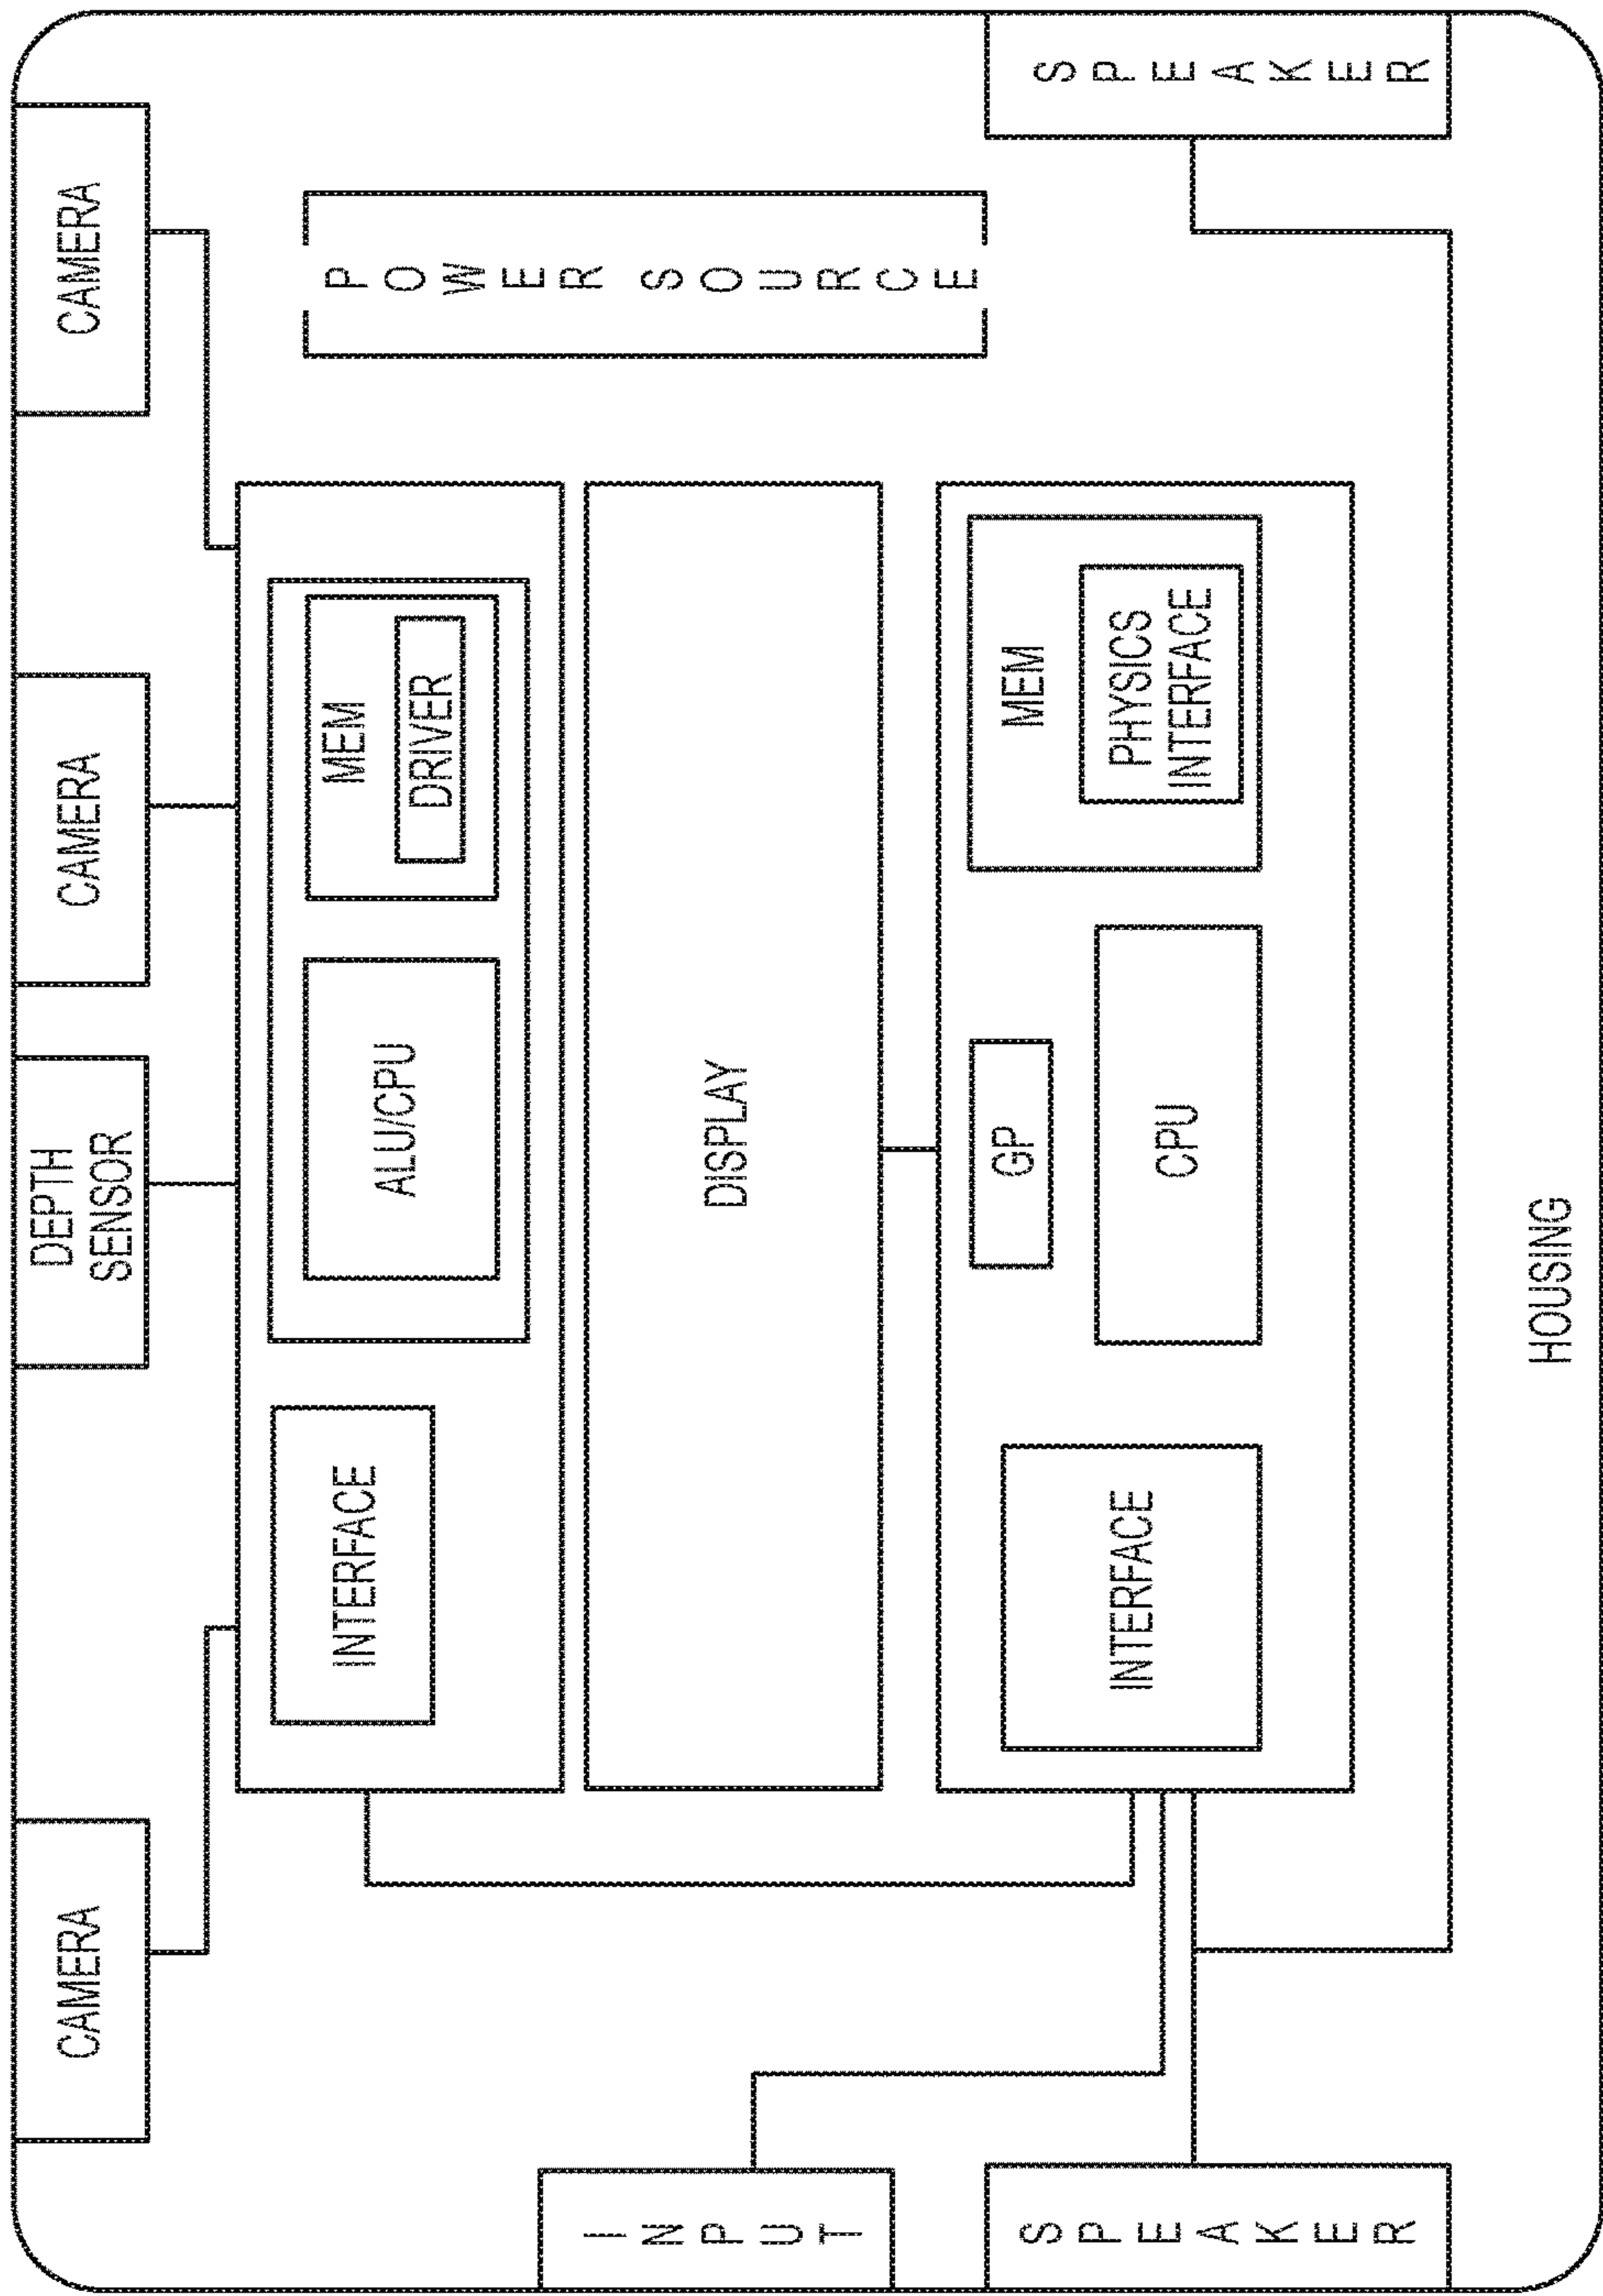 CAMERA
DEPTH
SENSOR
CAMERA
CAMERA
INTERFACE
ALU/CPU
MEM
DRIVER
POWER SOURCE
INPUT
DISPLAY
GP
MEM
INTERFACE
CPU
PHYSICS
INTERFACE
SPEAKER
SPEAKER
HOUSING